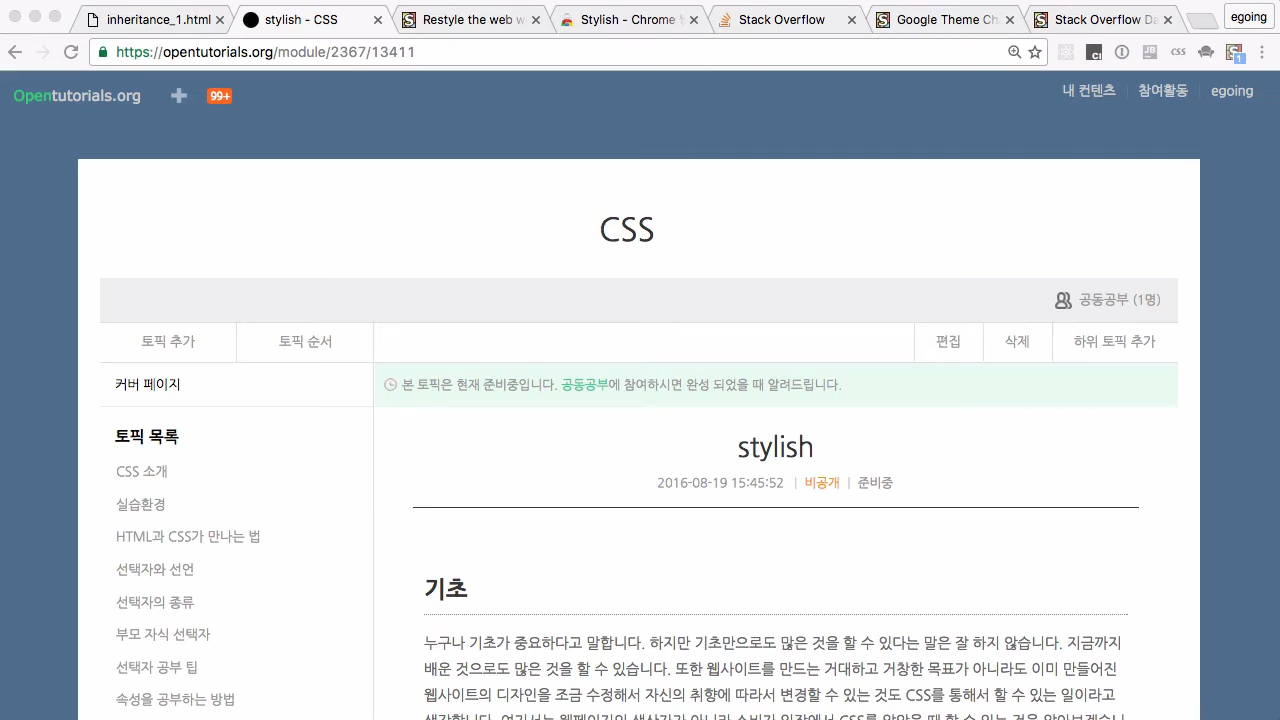 inheritance_1.html
stylish - CSS
Restyle the web w
Stylish - Chrome
Stack Overflow
Google Theme Ch
Stack Overflow Da
egoing
https://opentutorials.org/module/2367/13411
CSS
1
Opentutorials.org
99+
내 컨텐츠
참여활동
egoing
CSS
공동공부 (1명)
토픽 추가
토픽 순서
편집
삭제
하위 토픽 추가
커버 페이지
본 토픽은 현재 준비중입니다. 공동공부에 참여하시면 완성 되었을 때 알려드립니다.
토픽 목록
CSS 소개
실습환경
HTML과 CSS가 만나는 법
선택자와 선언
선택자의 종류
부모 자식 선택자
선택자 공부 팁
속성을 공부하는 방법
stylish
2016-08-19 15:45:52 | 비공개 | 준비중
기초
누구나 기초가 중요하다고 말합니다. 하지만 기초만으로도 많은 것을 할 수 있다는 말은 잘 하지 않습니다. 지금까지
배운 것으로도 많은 것을 할 수 있습니다. 또한 웹사이트를 만드는 거대하고 거창한 목표가 아니라도 이미 만들어진
웹사이트의 디자인을 조금 수정해서 자신의 취향에 따라서 변경할 수 있는 것도 CSS를 통해서 할 수 있는 일이라고